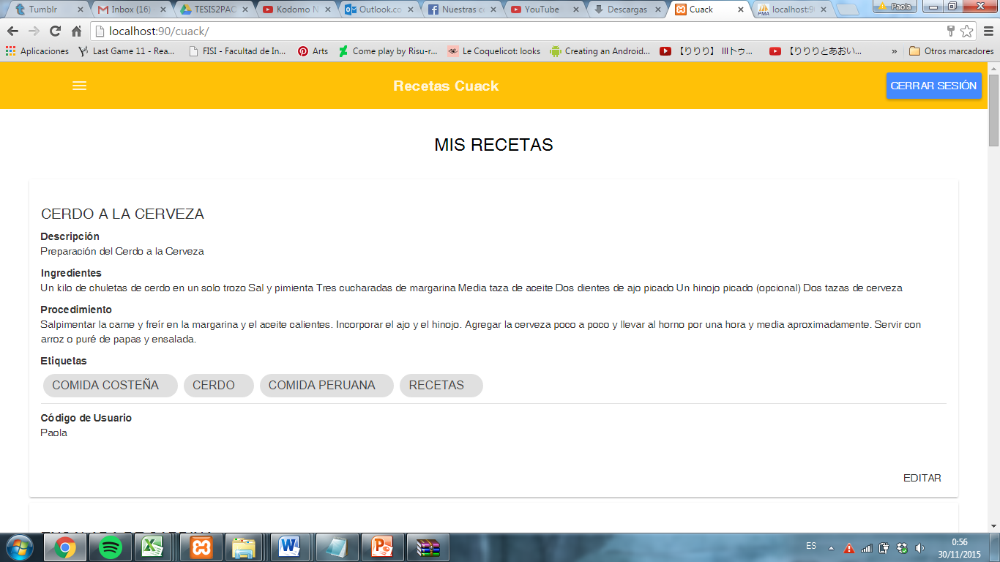 Tumblr
Inbox (16)
TESIS2PAC
Kodomo N
Outlook.co
Nuestras c
YouTube
Descargas
Cuack
localhost:9
Paola
localhost:90/cuack/
Aplicaciones
Last Game 11 - Rea...
FISI - Facultad de In...
Arts
Come play by Risu-r...
Le Coquelicot: looks
Creating an Android...
【りりり】 IIIトゥ...
【りりりとあおい...
»
Otros marcadores
Recetas Cuack
CERRAR SESIÓN
MIS RECETAS
CERDO A LA CERVEZA
Descripción
Preparación del Cerdo a la Cerveza
Ingredientes
Un kilo de chuletas de cerdo en un solo trozo Sal y pimienta Tres cucharadas de margarina Media taza de aceite Dos dientes de ajo picado Un hinojo picado (opcional) Dos tazas de cerveza
Procedimiento
Salpimentar la carne y freír en la margarina y el aceite calientes. Incorporar el ajo y el hinojo. Agregar la cerveza poco a poco y llevar al horno por una hora y media aproximadamente. Servir con
arroz o puré de papas y ensalada.
Etiquetas
COMIDA COSTEÑA CERDO COMIDA PERUANA RECETAS
Código de Usuario
Paola
EDITAR
ES
0:56
30/11/2015